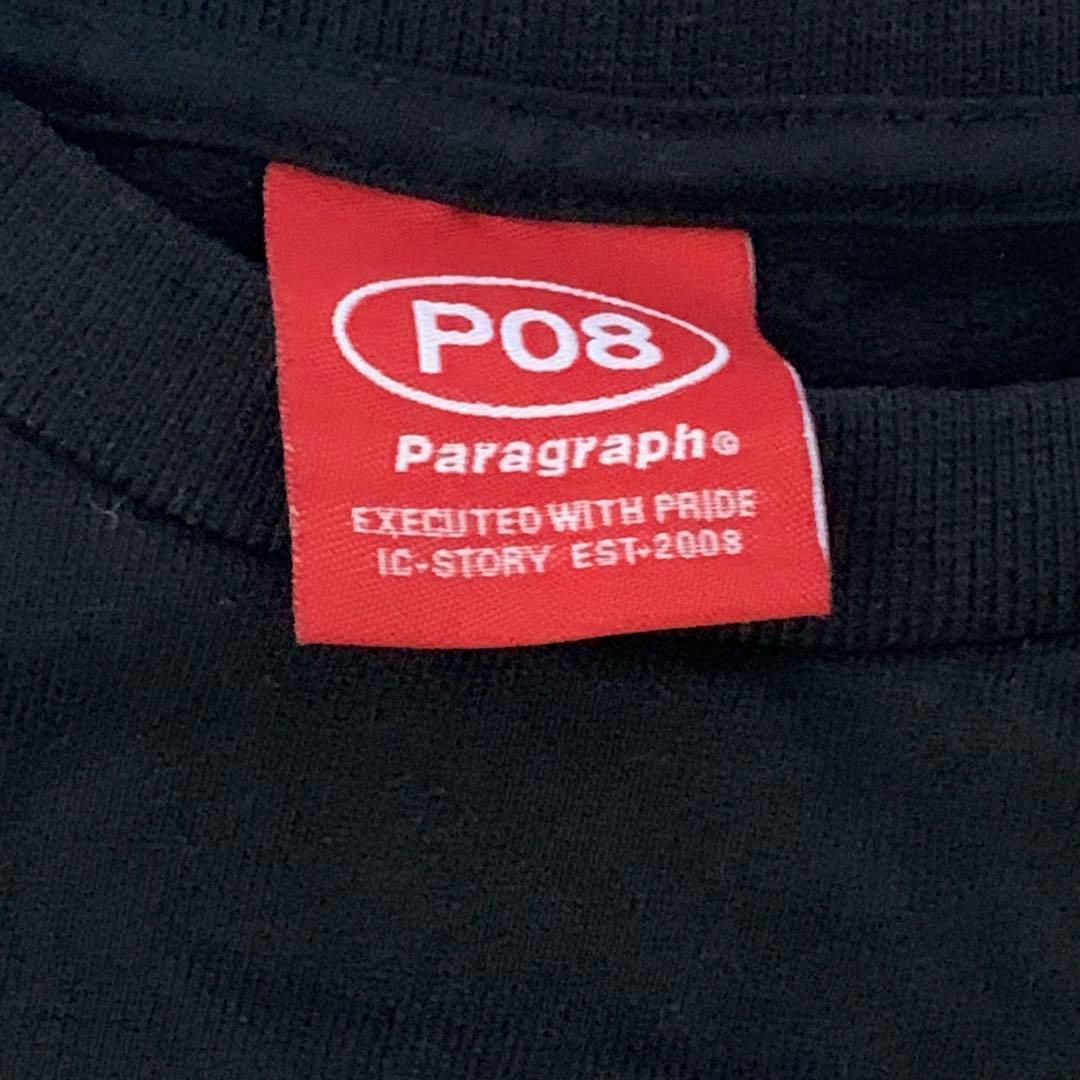 P08
Paragraph©
EXECUTED WITH PRIDE
IC-STORY EST-2008